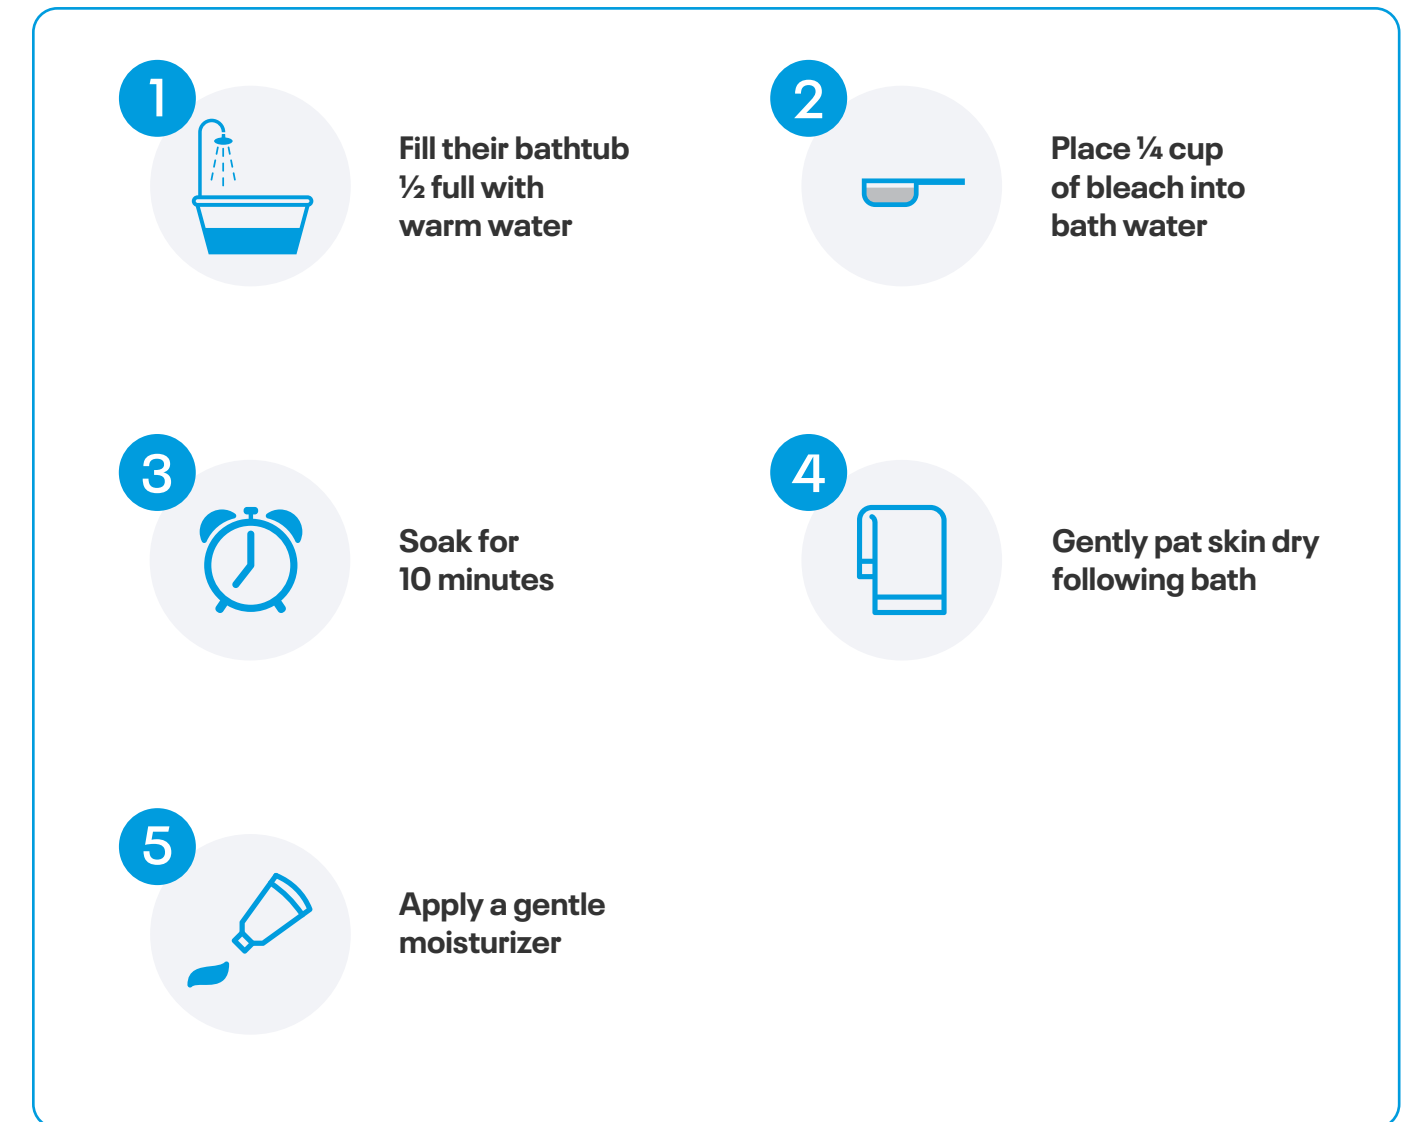 1
Fill their bathtub
½ full with
warm water
2
Place ¼ cup
of bleach into
bath water
3
Soak for
10 minutes
4
Gently pat skin dry
following bath
5
Apply a gentle
moisturizer